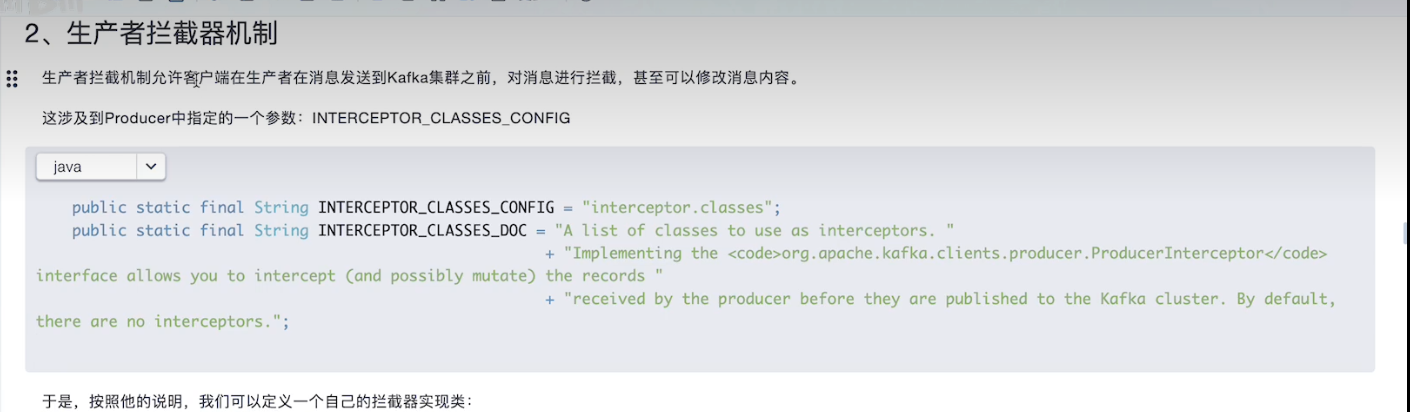 2、生产者拦截器机制
生产者拦截机制允许客户端在生产者在消息发送到Kafka集群之前，对消息进行拦截，甚至可以修改消息内容。
这涉及到Producer中指定的一个参数：INTERCEPTOR_CLASSES_CONFIG
java
public static final String INTERCEPTOR_CLASSES_CONFIG = "interceptor.classes";
public static final String INTERCEPTOR_CLASSES_DOC = "A list of classes to use as interceptors. "
+ "Implementing the <code>org.apache.kafka.clients.producer.ProducerInterceptor</code>
interface allows you to intercept (and possibly mutate) the records "
+ "received by the producer before they are published to the Kafka cluster. By default,
there are no interceptors.";
于是，按照他的说明，我们可以定义一个自己的拦截器实现类：